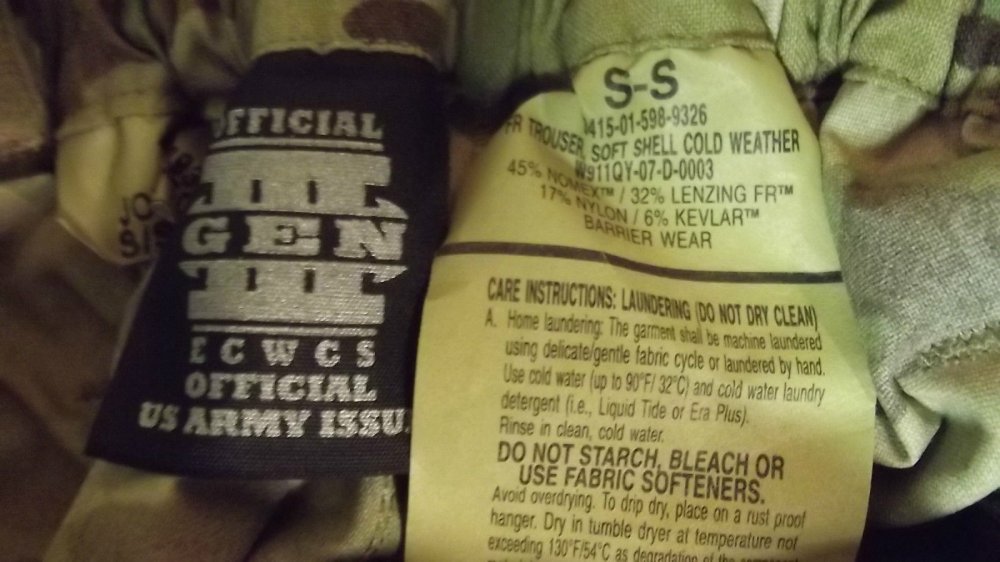 OFFICIAL
III
GEN
III
ECWCS
OFFICIAL
US ARMY ISSU
JO
SI
S-S
8415-01-598-9326
FR TROUSER, SOFT SHELL COLD WEATHER
W911QY-07-D-0003
45% NOMEX™ / 32% LENZING FR™
17% NYLON / 6% KEVLAR™
BARRIER WEAR
CARE INSTRUCTIONS: LAUNDERING (DO NOT DRY CLEAN)
A. Home laundering: The garment shall be machine laundered
using delicate/gentle fabric cycle or laundered by hand.
Use cold water (up to 90°F/ 32°C) and cold water laundry
detergent (i.e., Liquid Tide or Era Plus).
Rinse in clean, cold water.
DO NOT STARCH, BLEACH OR
USE FABRIC SOFTENERS.
Avoid overdrying. To drip dry, place on a rust proof
hanger. Dry in tumble dryer at temperature not
exceeding 130°F/54°C as degradation of the